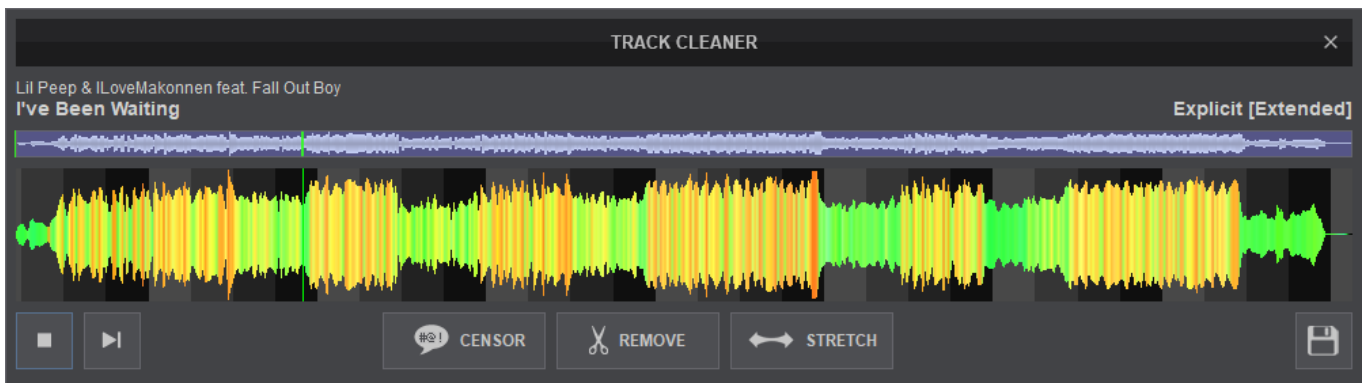 TRACK CLEANER
Lil Peep & ILoveMakonnen feat. Fall Out Boy
I've Been Waiting
Explicit [Extended]
#@!
CENSOR
REMOVE
STRETCH